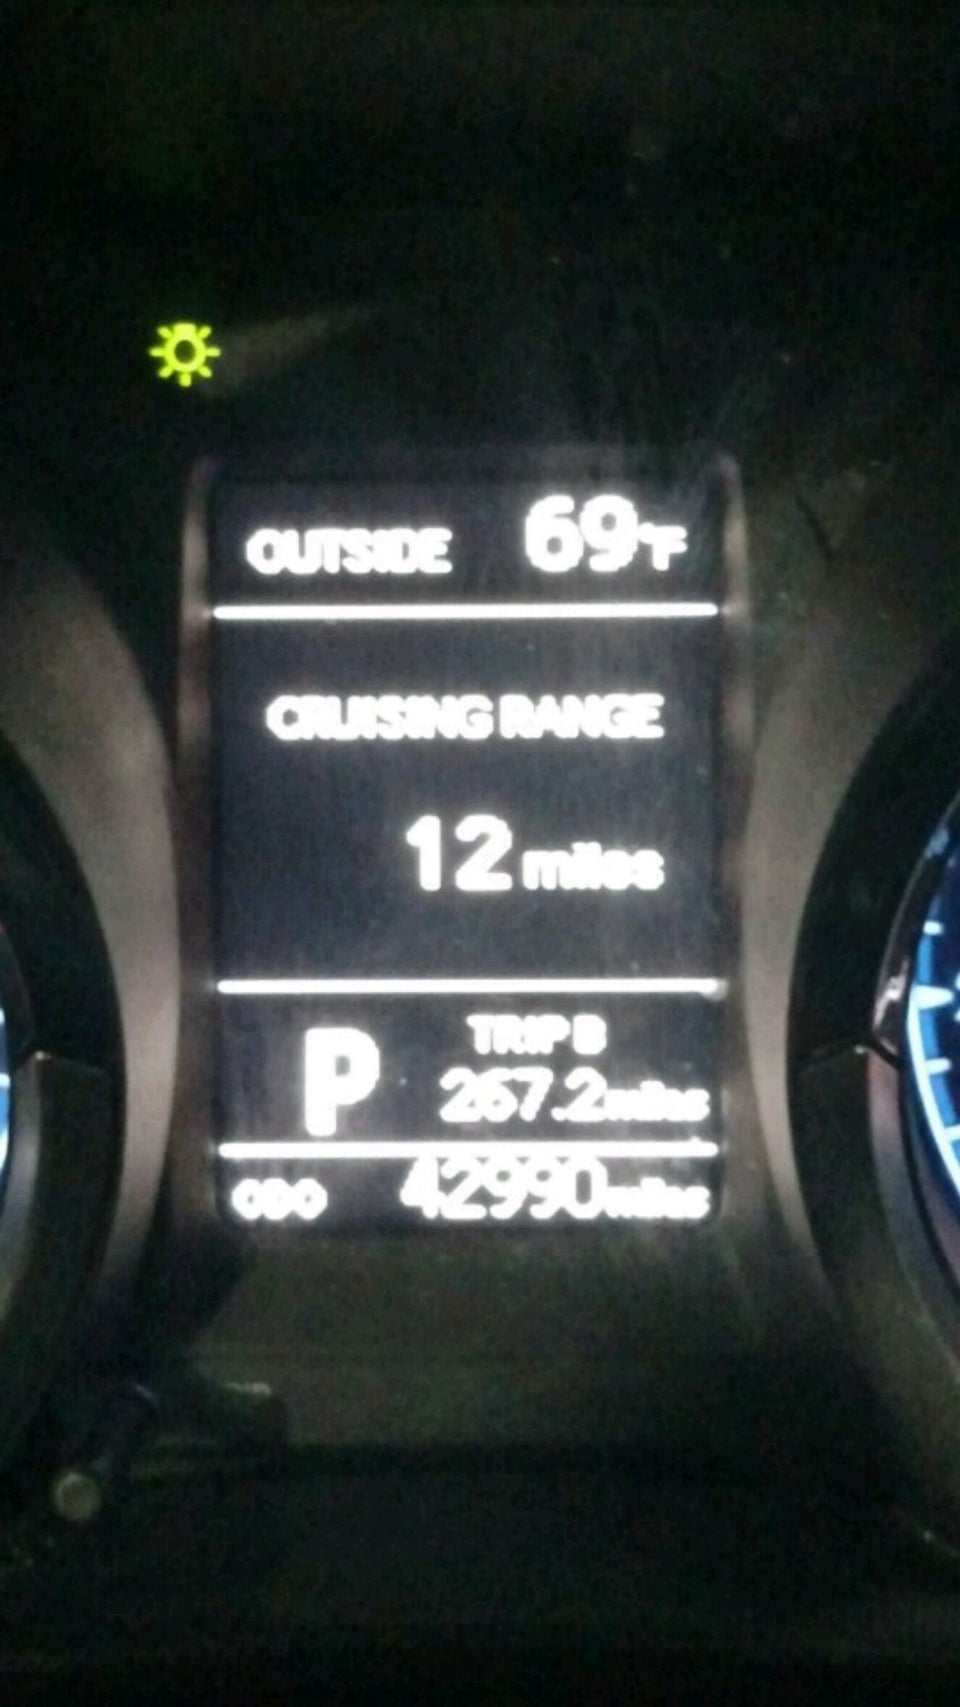 OUTSIDE 69°F
CRUISING RANGE
12 miles
P
TRIP B
267.2 miles
ODO 42990 miles